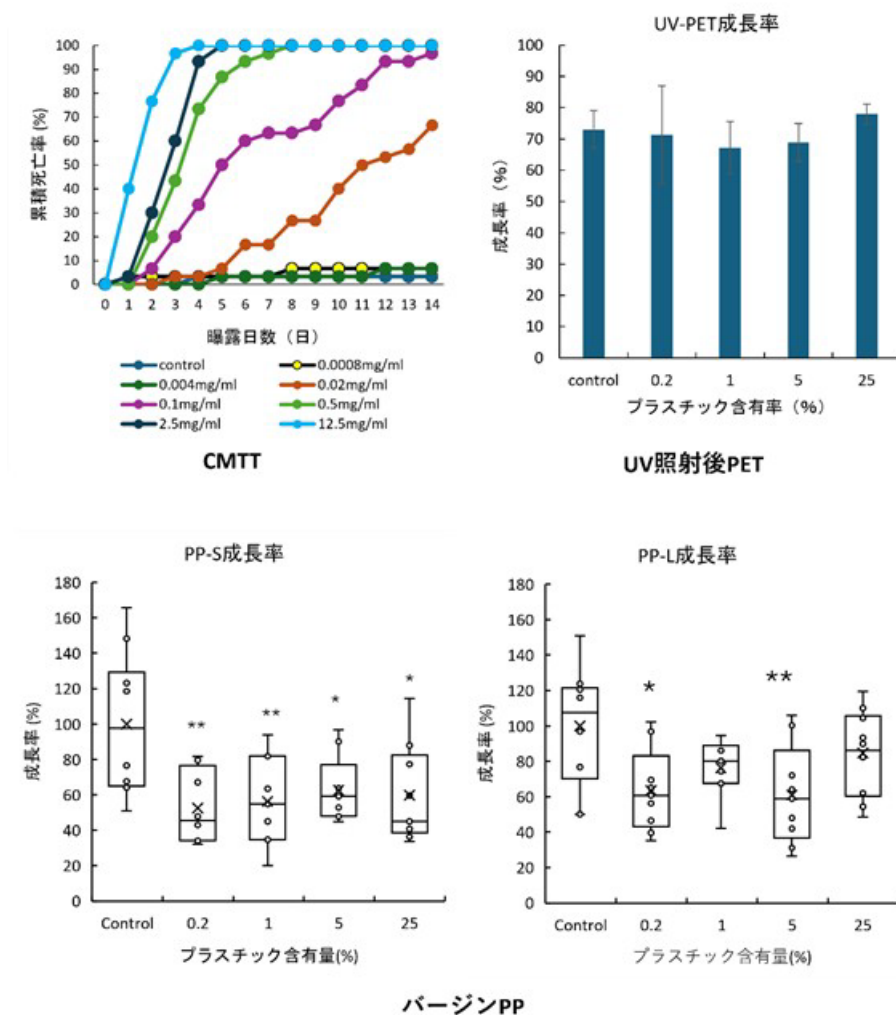 累積死亡率 (%)
100
90
80
70
60
50
40
30
20
10
0
0 1 2 3 4 5 6 7 8 9 10 11 12 13 14
曝露日数（日）
control
0.0008mg/ml
0.004mg/ml
0.02mg/ml
0.1mg/ml
0.5mg/ml
2.5mg/ml
12.5mg/ml
CMTT
UV-PET成長率
成長率（%）
100
90
80
70
60
50
40
30
20
10
0
control 0.2 1 5 25
プラスチック含有率（%）
UV照射後PET
PP-S成長率
成長率 (%)
180
160
140
120
100
80
60
40
20
0
** ** * *
Control 0.2 1 5 25
プラスチック含有量(%)
PP-L成長率
成長率 (%)
180
160
140
120
100
80
60
40
20
0
* **
Control 0.2 1 5 25
プラスチック含有量(%)
バージンPP